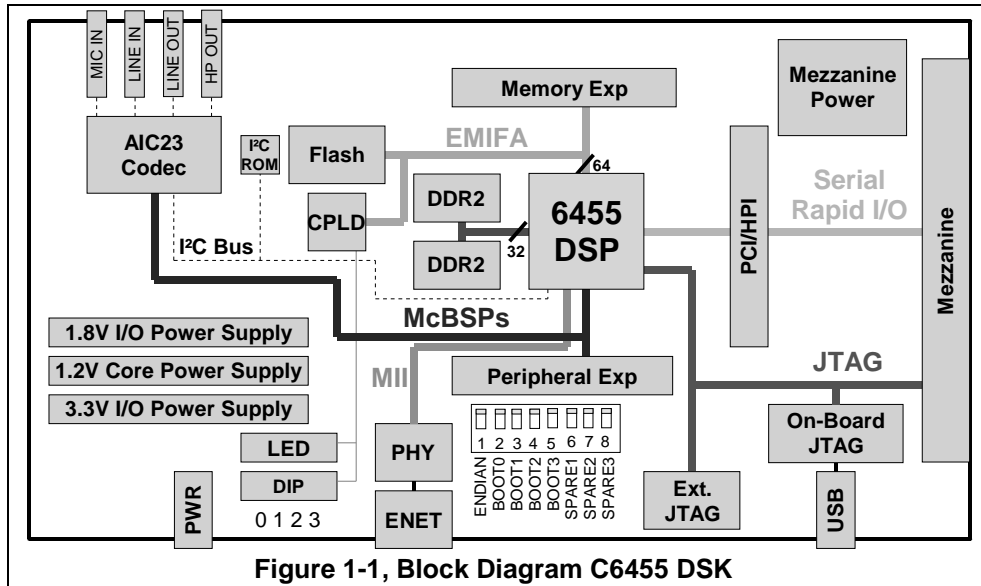 MIC IN
LINE IN
LINE OUT
HP OUT
AIC23
Codec
I²C
ROM
Flash
CPLD
EMIFA
Memory Exp
64
DDR2
DDR2
32
6455
DSP
I²C Bus
McBSPs
MII
Mezzanine
Power
PCI/HPI
Serial
Rapid I/O
Mezzanine
1.8V I/O Power Supply
1.2V Core Power Supply
3.3V I/O Power Supply
Peripheral Exp
JTAG
LED
DIP
0 1 2 3
PWR
PHY
ENET
1 2 3 4 5 6 7 8
ENDIAN
BOOT0
BOOT1
BOOT2
BOOT3
SPARE1
SPARE2
SPARE3
Ext.
JTAG
On-Board
JTAG
USB
Figure 1-1, Block Diagram C6455 DSK